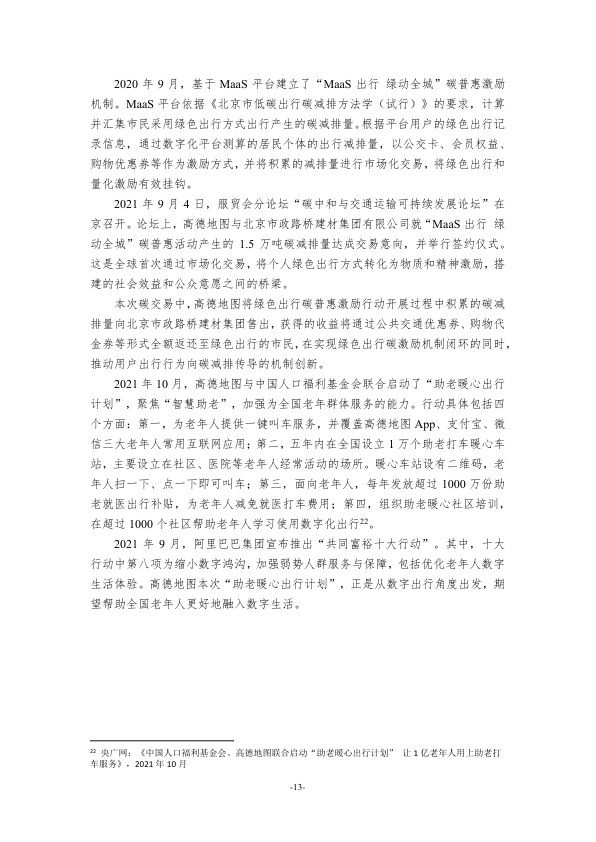 2020 年 9 月，基于 MaaS 平台建立了“MaaS 出行 绿动全城”碳普惠激励
机制。MaaS 平台依据《北京市低碳出行碳减排方法学（试行）》的要求，计算
并汇集市民采用绿色出行方式出行产生的碳减排量。根据平台用户的绿色出行记
录信息，通过数字化平台测算的居民个体的出行减排量，以公交卡、会员权益、
购物优惠券等作为激励方式，并将积累的减排量进行市场化交易，将绿色出行和
量化激励有效挂钩。
2021 年 9 月 4 日，服贸会分论坛“碳中和与交通运输可持续发展论坛”在
京召开。论坛上，高德地图与北京市政路桥建材集团有限公司就“MaaS 出行 绿
动全城”碳普惠活动产生的 1.5 万吨碳减排量达成交易意向，并举行签约仪式。
这是全球首次通过市场化交易，将个人绿色出行方式转化为物质和精神激励，搭
建的社会效益和公众意愿之间的桥梁。
本次碳交易中，高德地图将绿色出行碳普惠激励行动开展过程中积累的碳减
排量向北京市政路桥建材集团售出，获得的收益将通过公共交通优惠券、购物代
金券等形式全额返还至绿色出行的市民，在实现绿色出行碳激励机制闭环的同时，
推动用户出行行为向碳减排传导的机制创新。
2021 年 10 月，高德地图与中国人口福利基金会联合启动了“助老暖心出行
计划”，聚焦“智慧助老”，加强为全国老年群体服务的能力。行动具体包括四
个方面：第一，为老年人提供一键叫车服务，并覆盖高德地图 App、支付宝、微
信三大老年人常用互联网应用；第二，五年内在全国设立 1 万个助老打车暖心车
站，主要设立在社区、医院等老年人经常活动的场所。暖心车站设有二维码，老
年人扫一下、点一下即可叫车；第三，面向老年人，每年发放超过 1000 万份助
老就医出行补贴，为老年人减免就医打车费用；第四，组织助老暖心社区培训，
在超过 1000 个社区帮助老年人学习使用数字化出行22。
2021 年 9 月，阿里巴巴集团宣布推出“共同富裕十大行动”。其中，十大
行动中第八项为缩小数字鸿沟，加强弱势人群服务与保障，包括优化老年人数字
生活体验。高德地图本次“助老暖心出行计划”，正是从数字出行角度出发，期
望帮助全国老年人更好地融入数字生活。
22 央广网：《中国人口福利基金会、高德地图联合启动“助老暖心出行计划” 让 1 亿老年人用上助老打
车服务》，2021 年 10 月
-13-